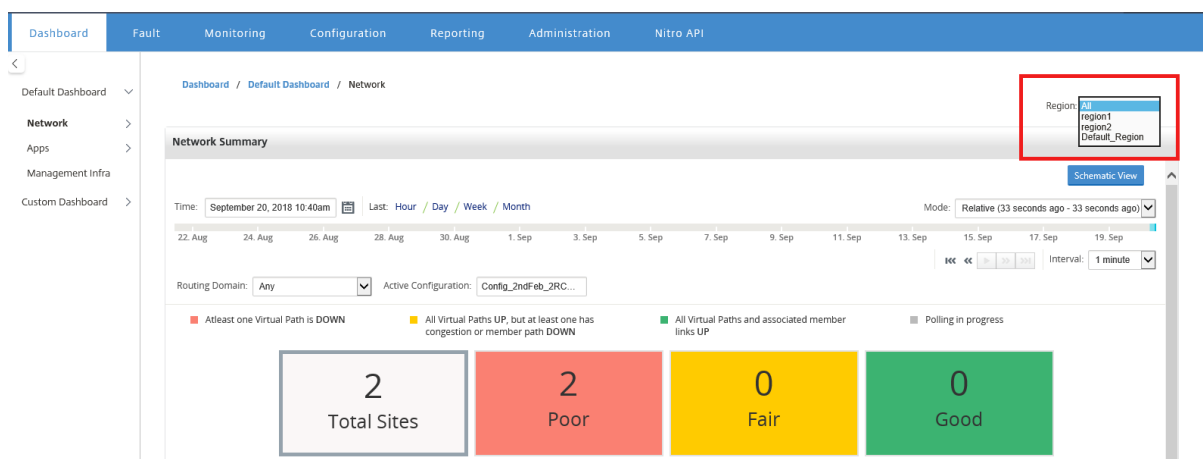 Dashboard Fault Monitoring Configuration Reporting Administration Nitro API
Default Dashboard
Network
Apps
Management Infra
Custom Dashboard
Dashboard / Default Dashboard / Network
Region: All
region1
region2
Default_Region
Network Summary
Schematic View
Time: September 20, 2018 10:40am Last: Hour / Day / Week / Month
Mode: Relative (33 seconds ago - 33 seconds ago)
22. Aug 24. Aug 26. Aug 28. Aug 30. Aug 1. Sep 3. Sep 5. Sep 7. Sep 9. Sep 11. Sep 13. Sep 15. Sep 17. Sep 19. Sep
Interval: 1 minute
Routing Domain: Any Active Configuration: Config_2ndFeb_2RC...
Atleast one Virtual
Path is DOWN
All Virtual Paths UP, but at least one has
congestion or member path DOWN
All Virtual Paths and associated member
links UP
Polling in progress
2
Total Sites
2
Poor
0
Fair
0
Good